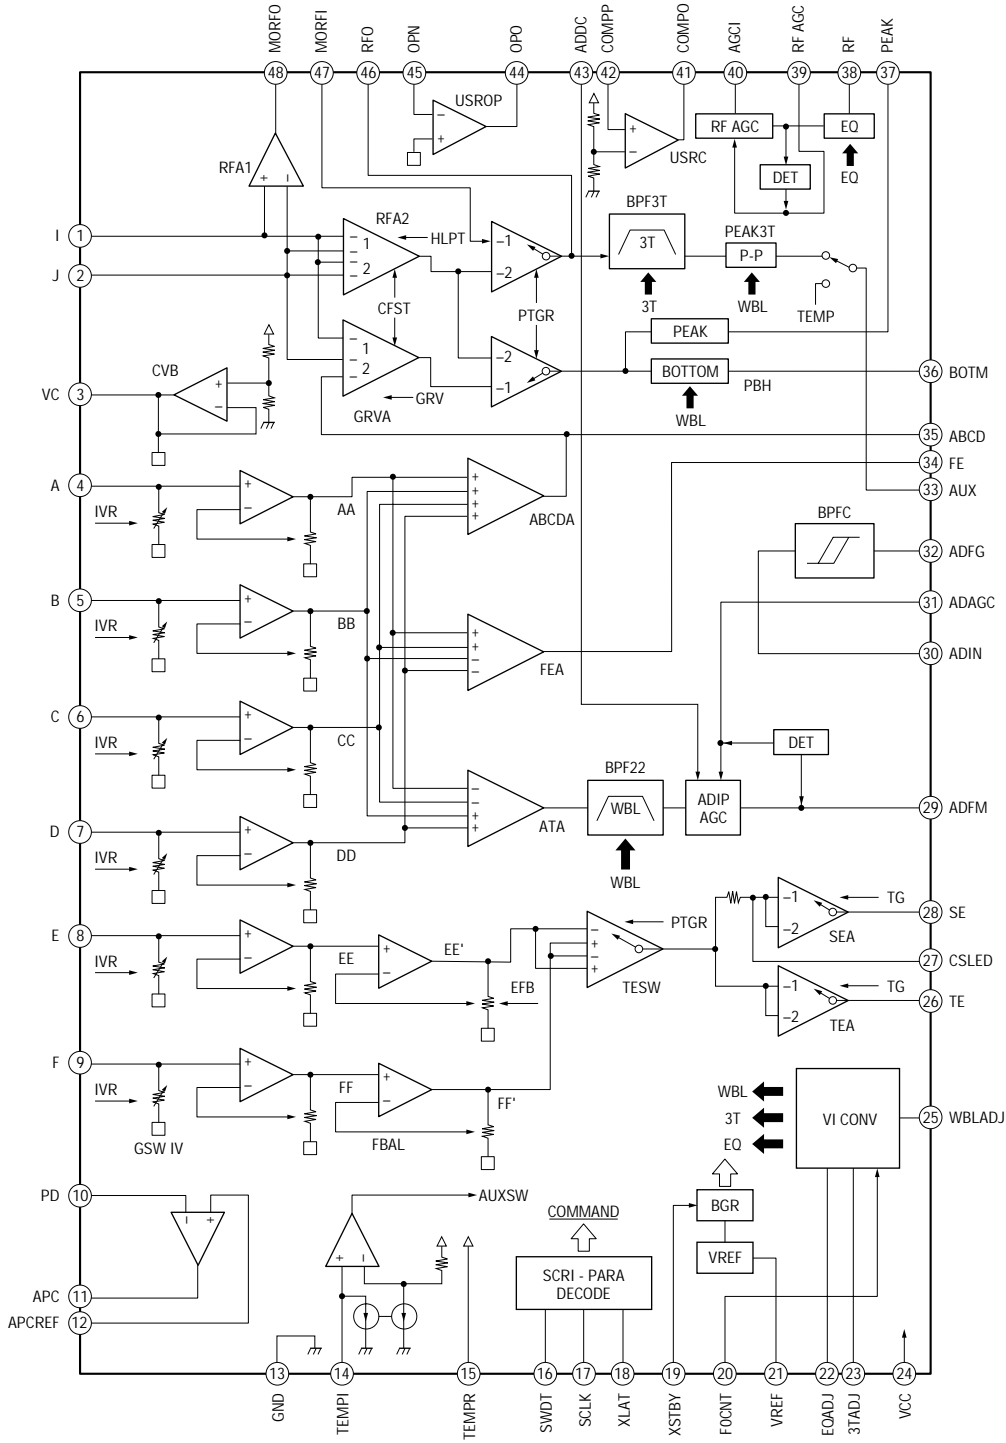 MORFO
MORFI
RFO
OPN
OPO
ADDC
COMPP
COMPO
AGCI
RF AGC
RF
PEAK
48
47
46
45
44
43
42
41
40
39
38
37
USROP
−
+
+
−
USRC
RF AGC
EQ
DET
EQ
RFA1
+
−
I
1
J
2
RFA2
−
1
−
−
2
−
HLPT
CFST
−1
−2
PTGR
−2
−1
BPF3T
3T
3T
PEAK3T
P-P
WBL
TEMP
PEAK
BOTTOM
WBL
PBH
36
BOTM
−
1
−
2
−
GRVA
GRV
CVB
+
−
VC
3
35
ABCD
34
FE
33
AUX
A
4
IVR
+
−
AA
+
+
+
+
ABCDA
BPFC
32
ADFG
31
ADAGC
30
ADIN
B
5
IVR
+
−
BB
+
+
−
−
FEA
C
6
IVR
+
−
CC
DET
D
7
IVR
+
−
DD
−
−
+
+
ATA
BPF22
WBL
WBL
ADIP
AGC
29
ADFM
E
8
IVR
+
−
EE
+
−
EE'
EFB
−
+
−
+
PTGR
TESW
−1
−2
TG
SEA
28
SE
27
CSLED
−1
−2
TG
TEA
26
TE
F
9
IVR
GSW IV
+
−
FF
+
−
FBAL
FF'
WBL
3T
EQ
VI CONV
25
WBLADJ
PD
10
−
+
APC
11
APCREF
12
AUXSW
+
−
COMMAND
SCRI - PARA
DECODE
BGR
VREF
13
14
15
16
17
18
19
20
21
22
23
24
GND
TEMPI
TEMPR
SWDT
SCLK
XLAT
XSTBY
F0CNT
VREF
EQADJ
3TADJ
VCC